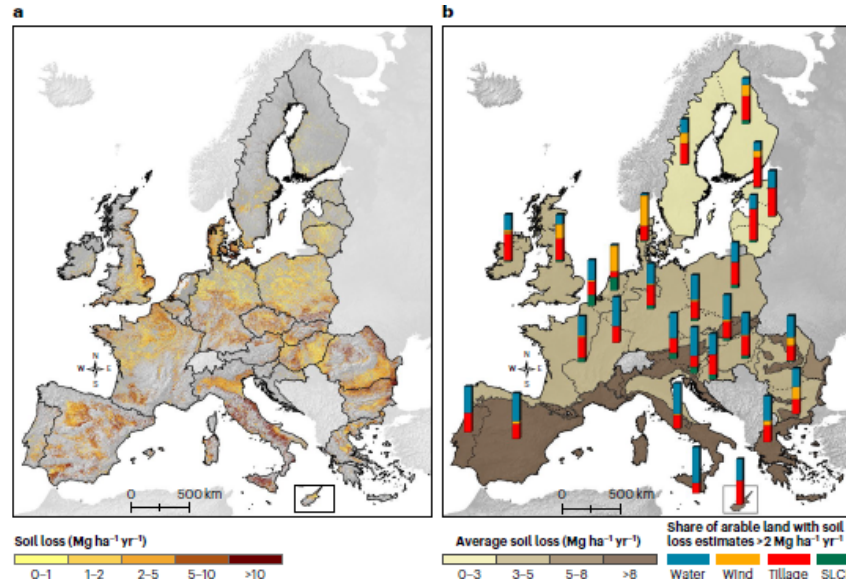 a
b
N
W E
S
0 500 km
N
W E
S
0 500 km
Soil loss (Mg ha⁻¹ yr⁻¹)
0–1 1–2 2–5 5–10 >10
Average soil loss (Mg ha⁻¹ yr⁻¹)
0–3 3–5 5–8 >8
Share of arable land with soil
loss estimates >2 Mg ha⁻¹ yr⁻¹
Water Wind Tillage SLC